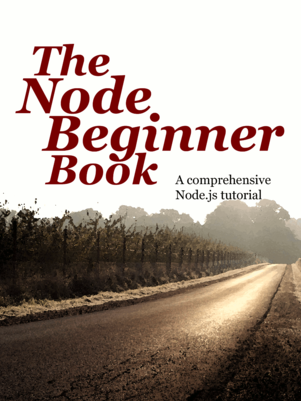 The
Node
Beginner
Book
A comprehensive
Node.js tutorial